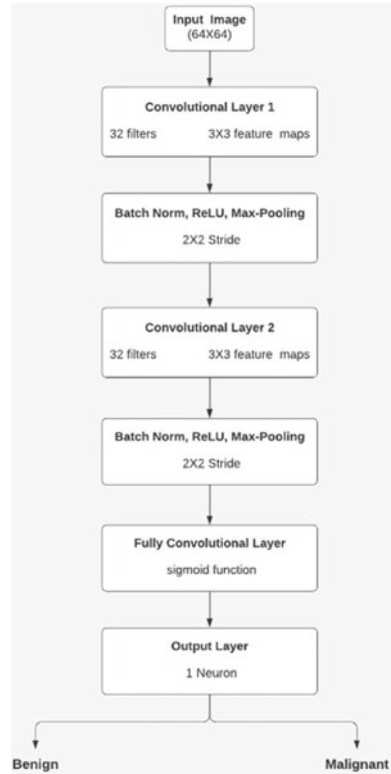 Input Image
(64X64)
Convolutional Layer 1
32 filters 3X3 feature maps
Batch Norm, ReLU, Max-Pooling
2X2 Stride
Convolutional Layer 2
32 filters 3X3 feature maps
Batch Norm, ReLU, Max-Pooling
2X2 Stride
Fully Convolutional Layer
sigmoid function
Output Layer
1 Neuron
Benign Malignant